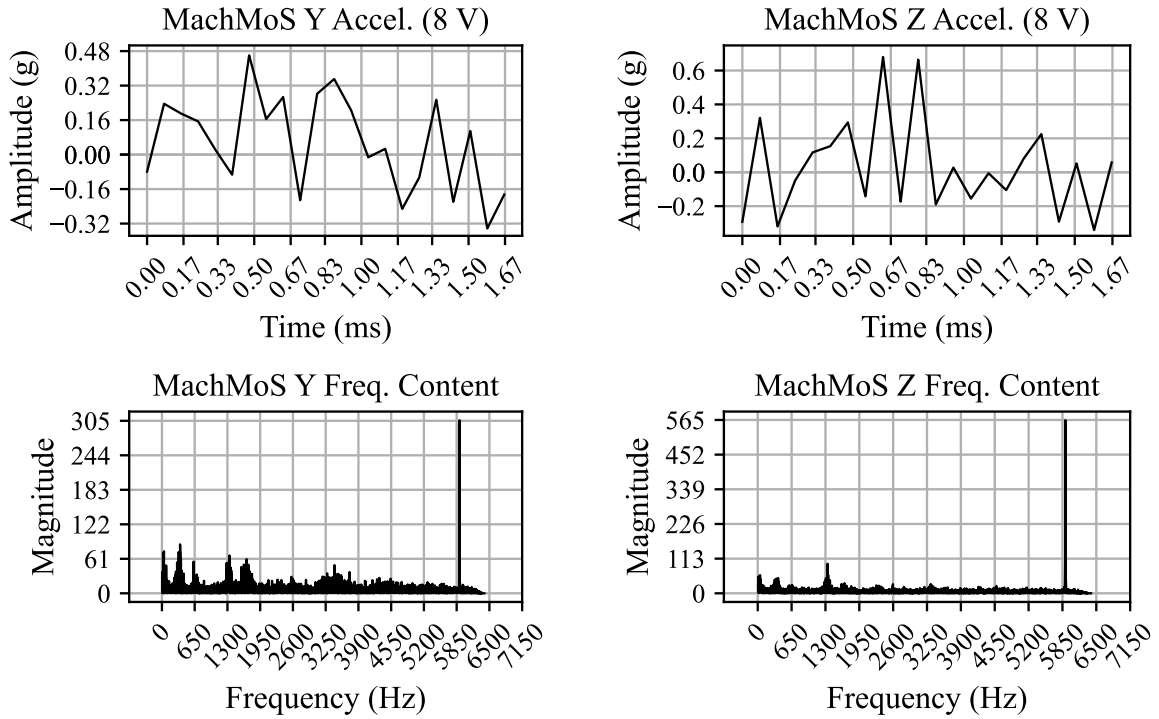 MachMoS Y Accel. (8 V)
Amplitude (g)
0.48
0.32
0.16
0.00
−0.16
−0.32
0.00 0.17 0.33 0.50 0.67 0.83 1.00 1.17 1.33 1.50 1.67
Time (ms)
MachMoS Z Accel. (8 V)
Amplitude (g)
0.6
0.4
0.2
0.0
−0.2
0.00 0.17 0.33 0.50 0.67 0.83 1.00 1.17 1.33 1.50 1.67
Time (ms)
MachMoS Y Freq. Content
Magnitude
305
244
183
122
61
0
0 650 1300 1950 2600 3250 3900 4550 5200 5850 6500 7150
Frequency (Hz)
MachMoS Z Freq. Content
Magnitude
565
452
339
226
113
0
0 650 1300 1950 2600 3250 3900 4550 5200 5850 6500 7150
Frequency (Hz)